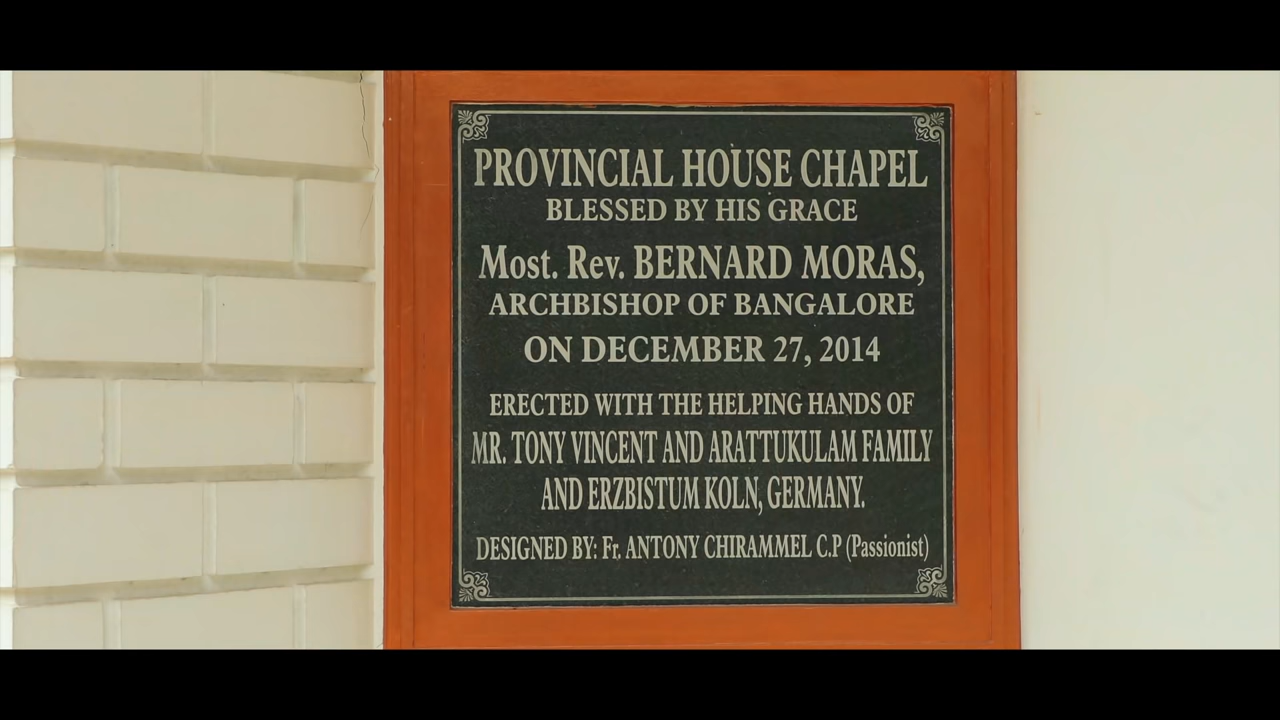 PROVINCIAL HOUSE CHAPEL
BLESSED BY HIS GRACE
Most. Rev. BERNARD MORAS,
ARCHBISHOP OF BANGALORE
ON DECEMBER 27, 2014
ERECTED WITH THE HELPING HANDS OF
MR. TONY VINCENT AND ARATTUKULAM FAMILY
AND ERZBISTUM KOLN, GERMANY.
DESIGNED BY: Fr. ANTONY CHIRAMMEL C.P (Passionist)